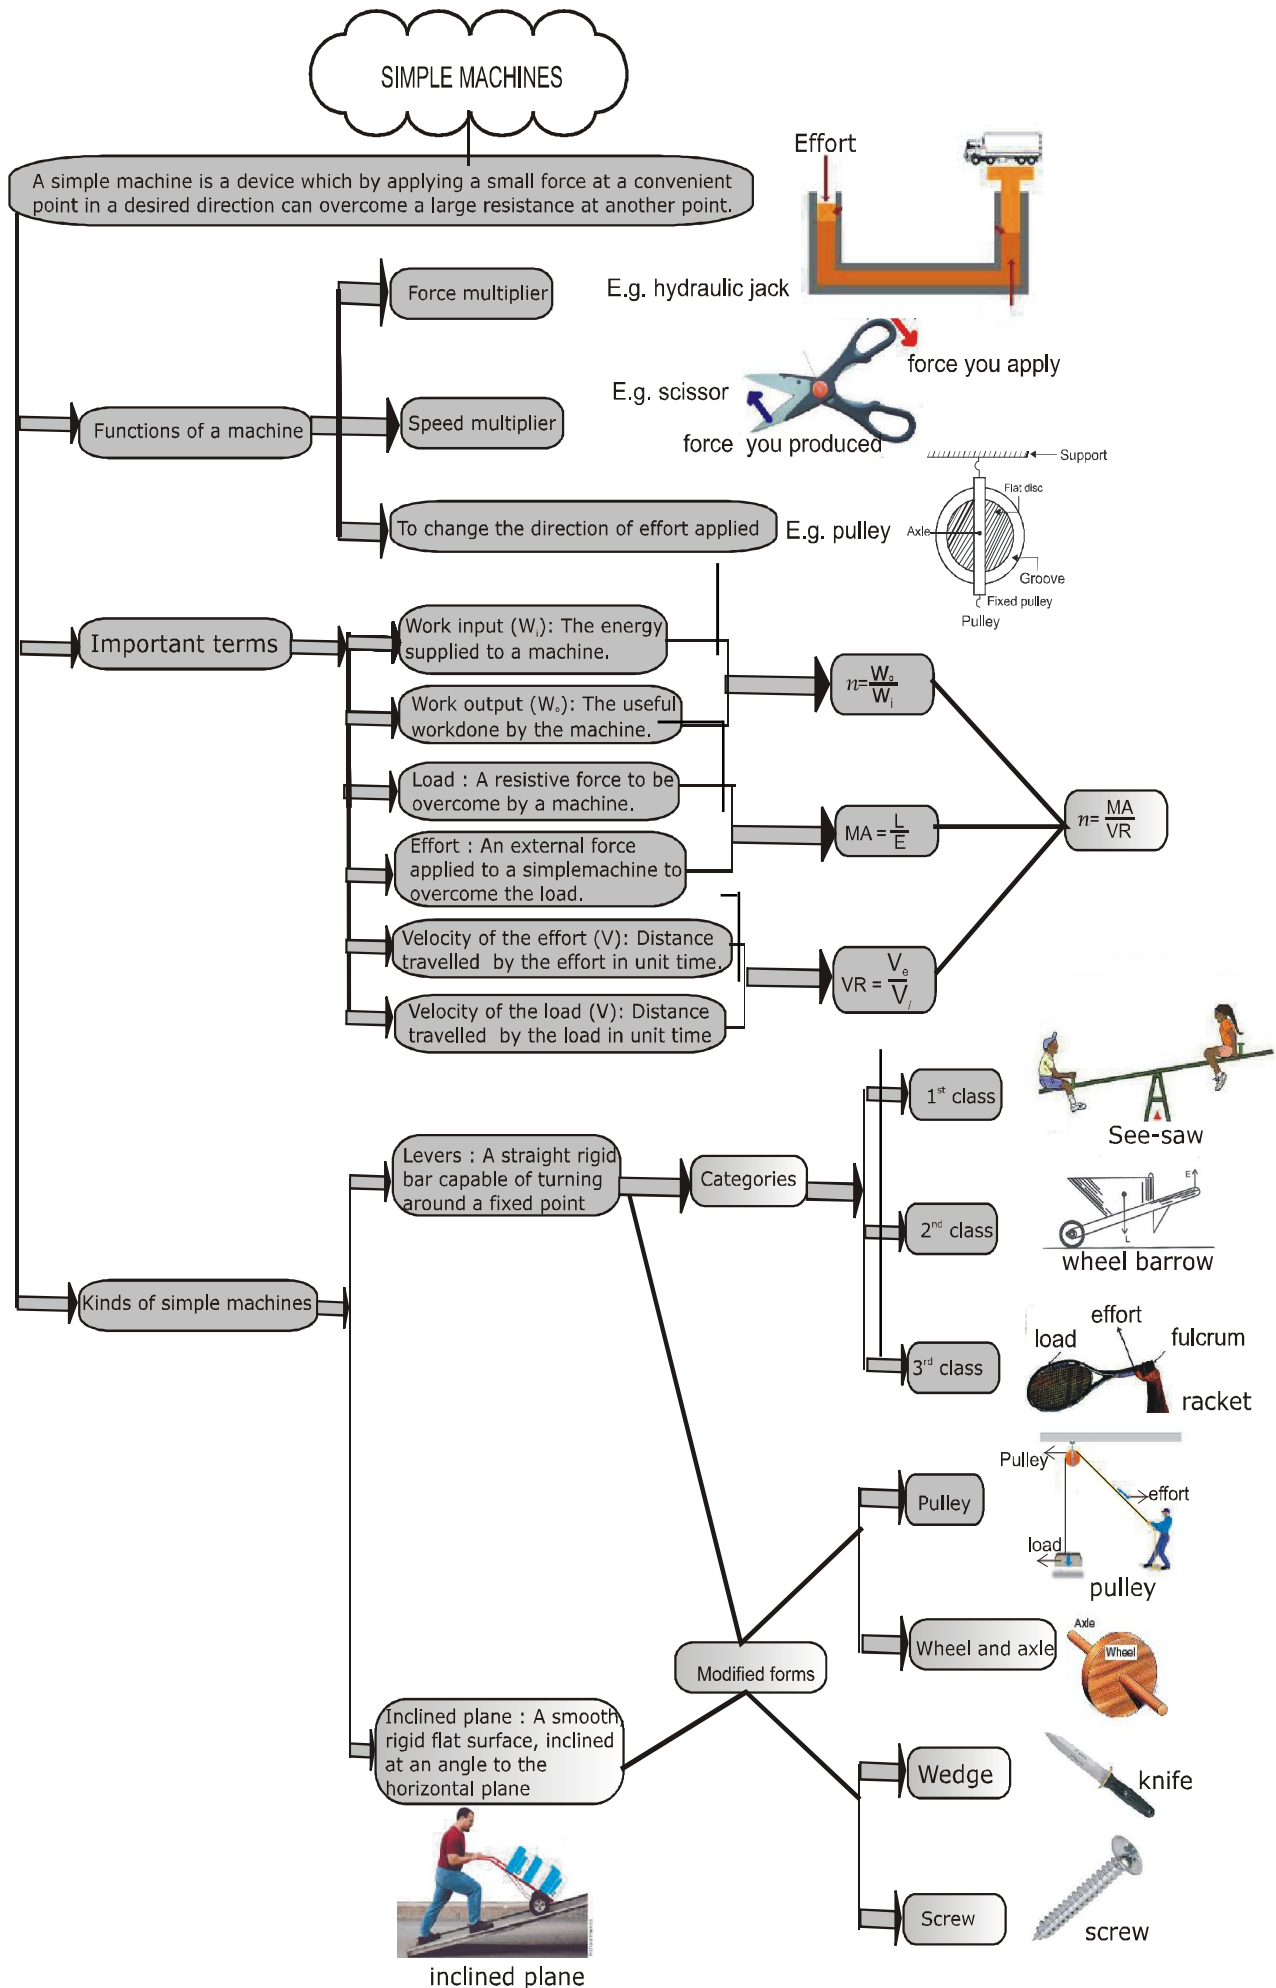 SIMPLE MACHINES
A simple machine is a device which by applying a small force at a convenient
point in a desired direction can overcome a large resistance at another point.
Effort
Force multiplier
E.g. hydraulic jack
force you apply
E.g. scissor
force you produced
Functions of a machine
Speed multiplier
To change the direction of effort applied
E.g. pulley
Support
Flat disc
Axle
Groove
Fixed pulley
Pulley
Important terms
Work input (Wᵢ): The energy
supplied to a machine.
Work output (Wₒ): The useful
workdone by the machine.
Load : A resistive force to be
overcome by a machine.
Effort : An external force
applied to a simplemachine to
overcome the load.
Velocity of the effort (V): Distance
travelled by the effort in unit time.
Velocity of the load (V): Distance
travelled by the load in unit time
n=Wₒ/Wᵢ
MA = L/E
VR = Vₑ/Vₗ
n= MA/VR
Kinds of simple machines
Levers : A straight rigid
bar capable of turning
around a fixed point
Categories
1st class
See-saw
2nd class
E
L
wheel barrow
3rd class
load
effort
fulcrum
racket
Modified forms
Pulley
Pulley
effort
load
pulley
Wheel and axle
Axle
Wheel
Inclined plane : A smooth,
rigid flat surface, inclined
at an angle to the
horizontal plane
inclined plane
Wedge
knife
Screw
screw